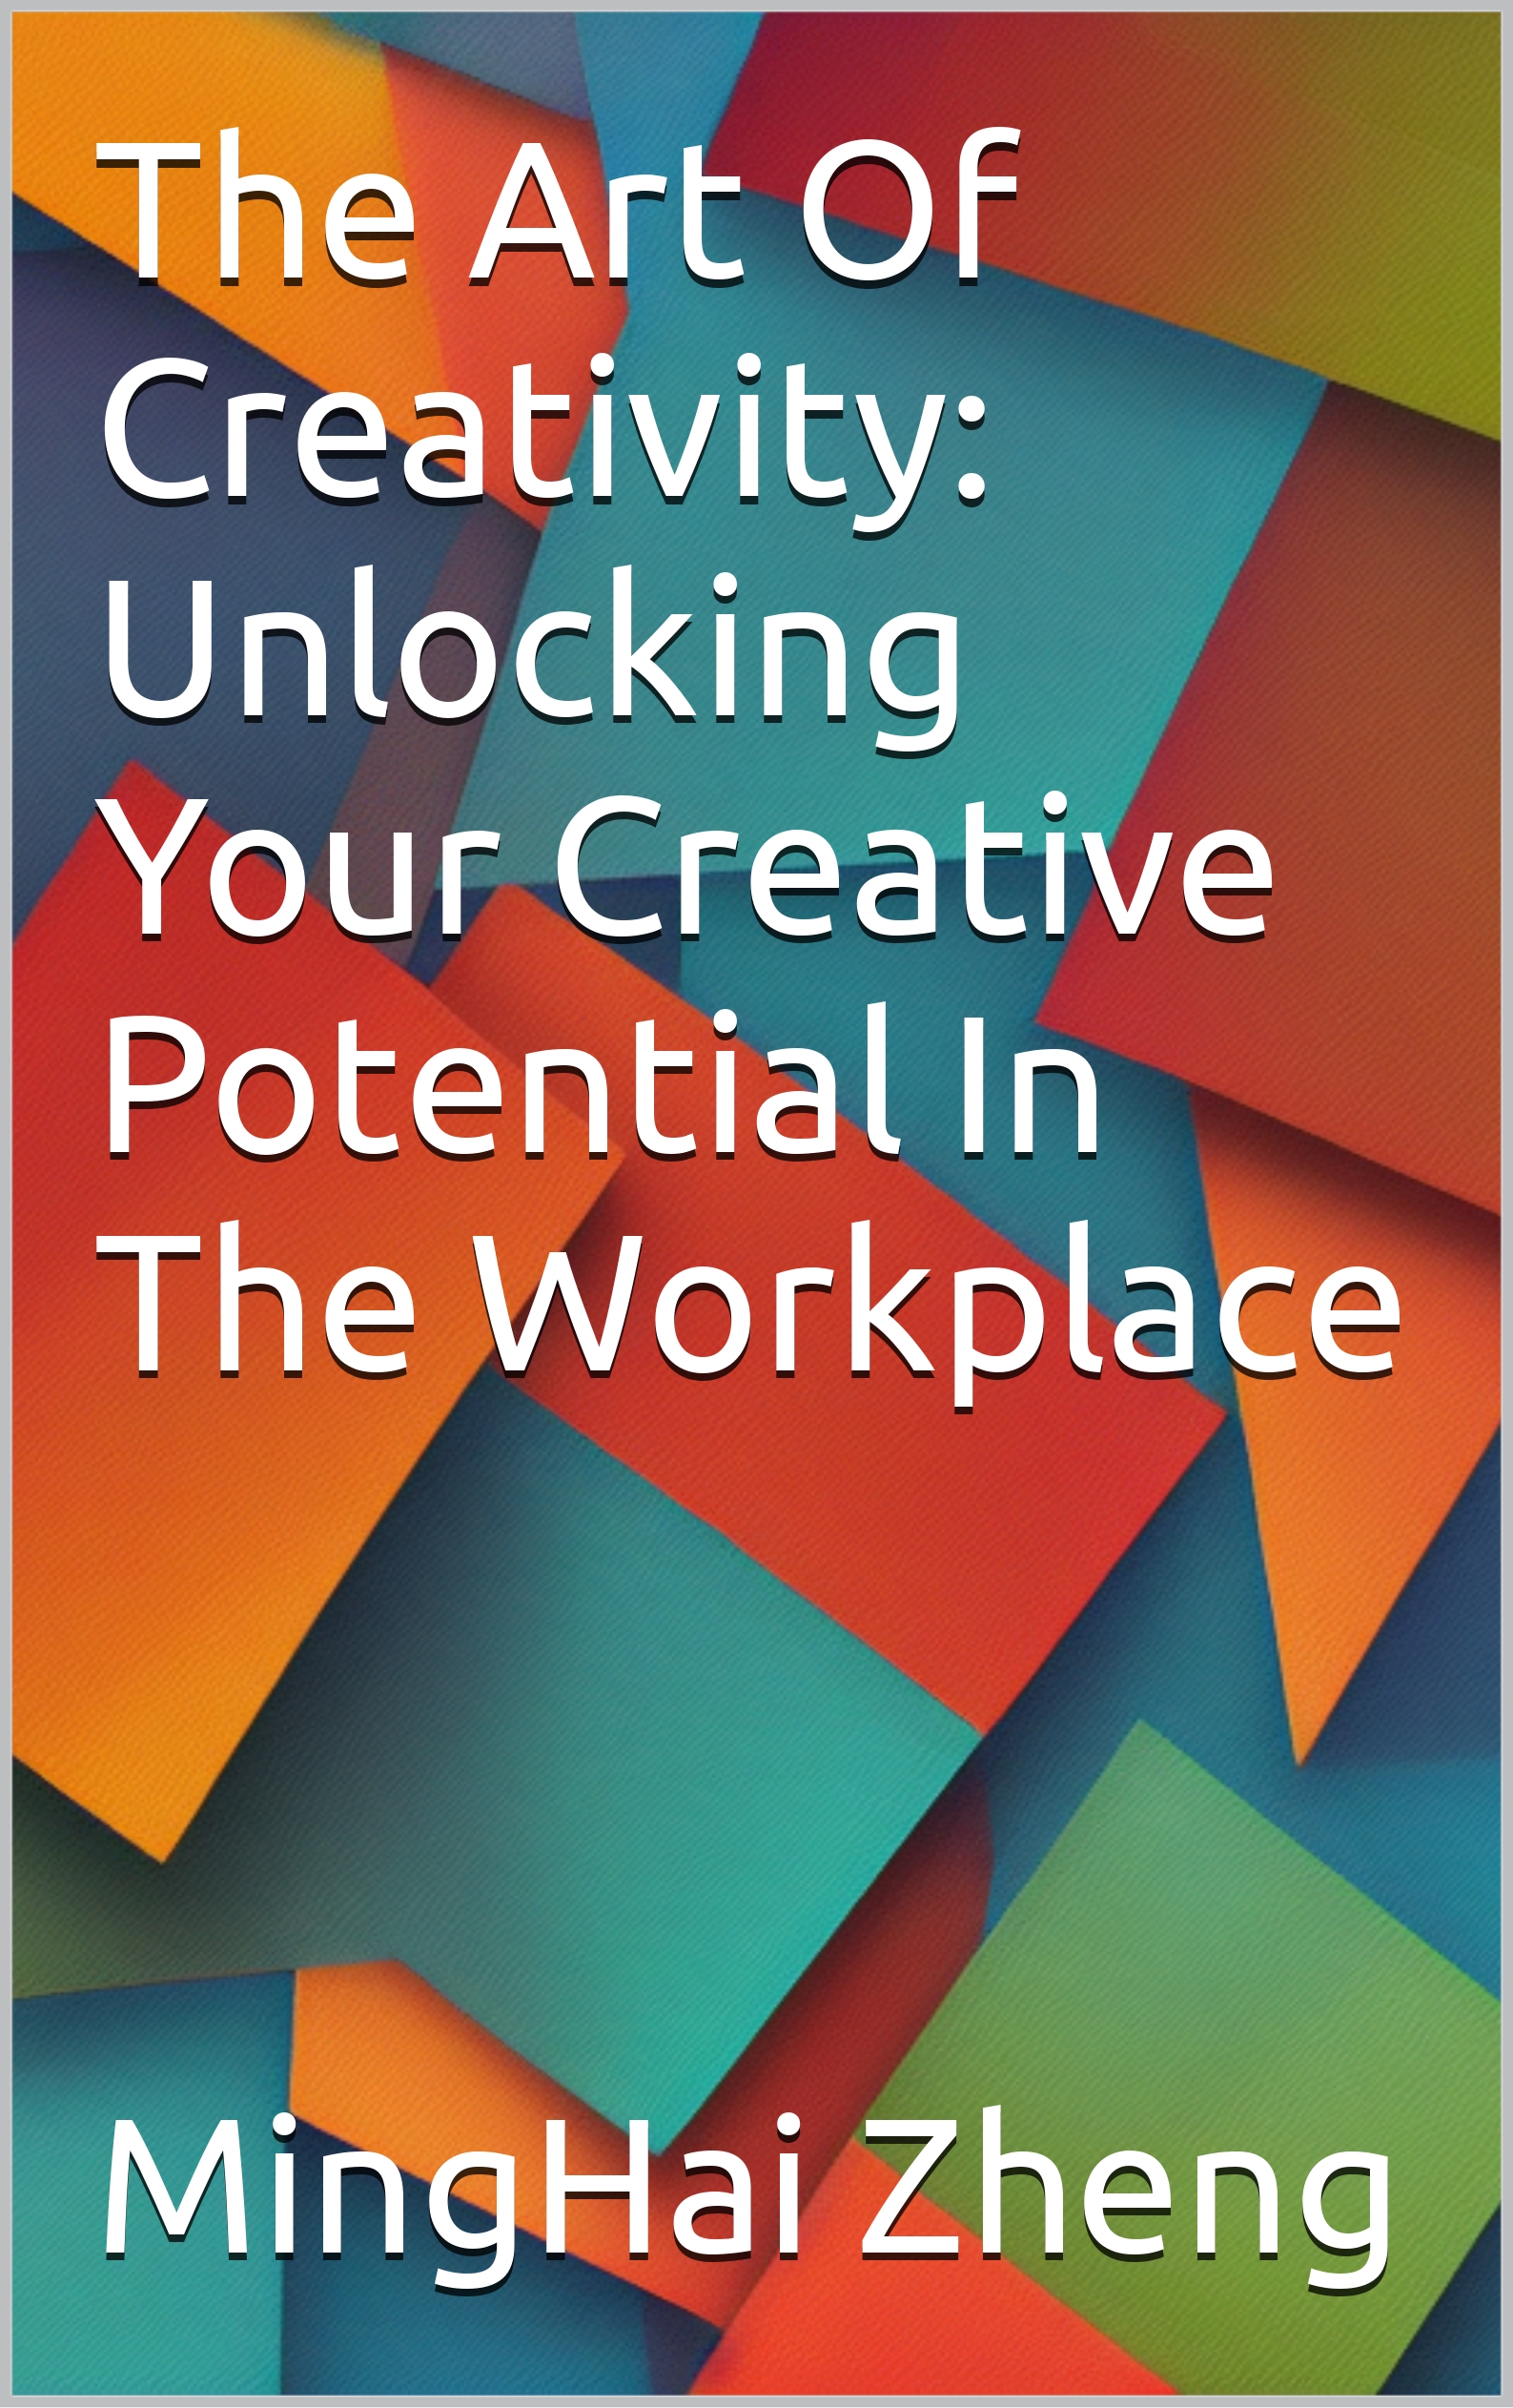 The Art Of
Creativity:
Unlocking
Your Creative
Potential In
The Workplace
MingHai Zheng